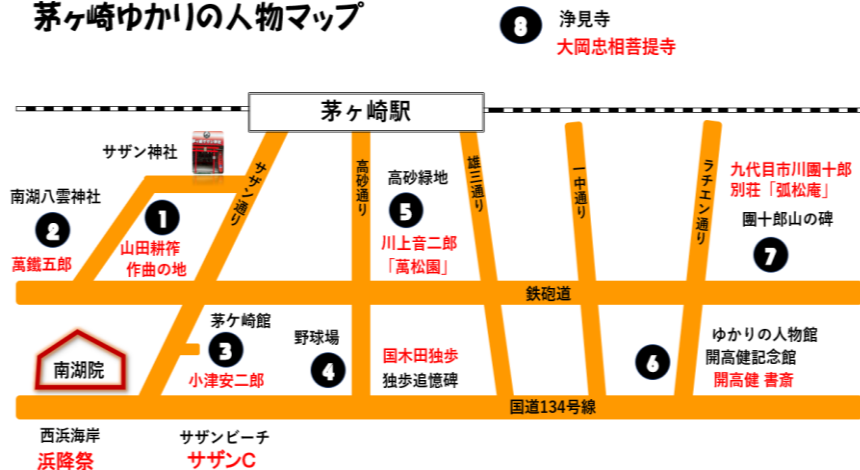 茅ヶ崎ゆかりの人物マップ
8
浄見寺
大岡忠相菩提寺
茅ヶ崎駅
サザン神社
サザン通り
高砂通り
雄三通り
一中通り
ラチエン通り
南湖八雲神社
2
萬鐵五郎
1
山田耕筰
作曲の地
高砂緑地
5
川上音二郎
「萬松園」
九代目市川團十郎
別荘「弧松庵」
團十郎山の碑
7
鉄砲道
南湖院
茅ケ崎館
3
小津安二郎
野球場
4
国木田独歩
独歩追憶碑
6
ゆかりの人物館
開高健記念館
開高健 書斎
国道134号線
西浜海岸
浜降祭
サザンビーチ
サザンC